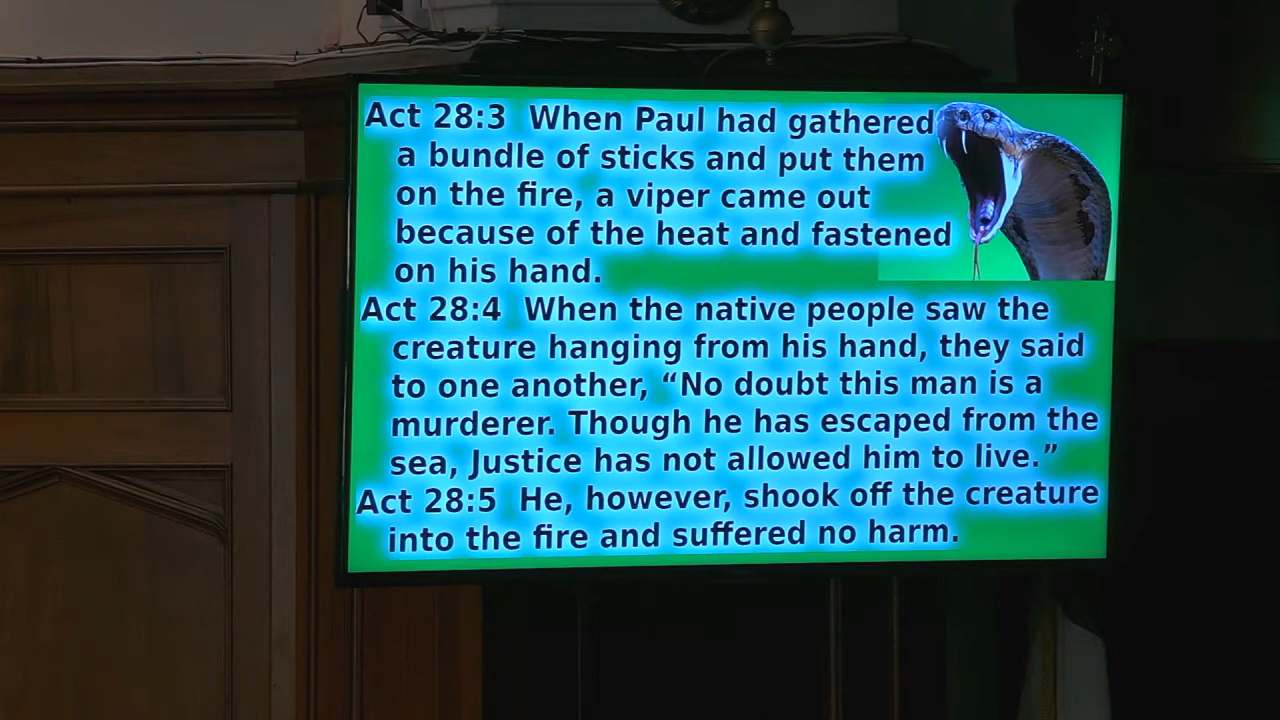 Act 28:3 When Paul had gathered
a bundle of sticks and put them
on the fire, a viper came out
because of the heat and fastened
on his hand.
Act 28:4 When the native people saw the
creature hanging from his hand, they said
to one another, “No doubt this man is a
murderer. Though he has escaped from the
sea, Justice has not allowed him to live.”
Act 28:5 He, however, shook off the creature
into the fire and suffered no harm.